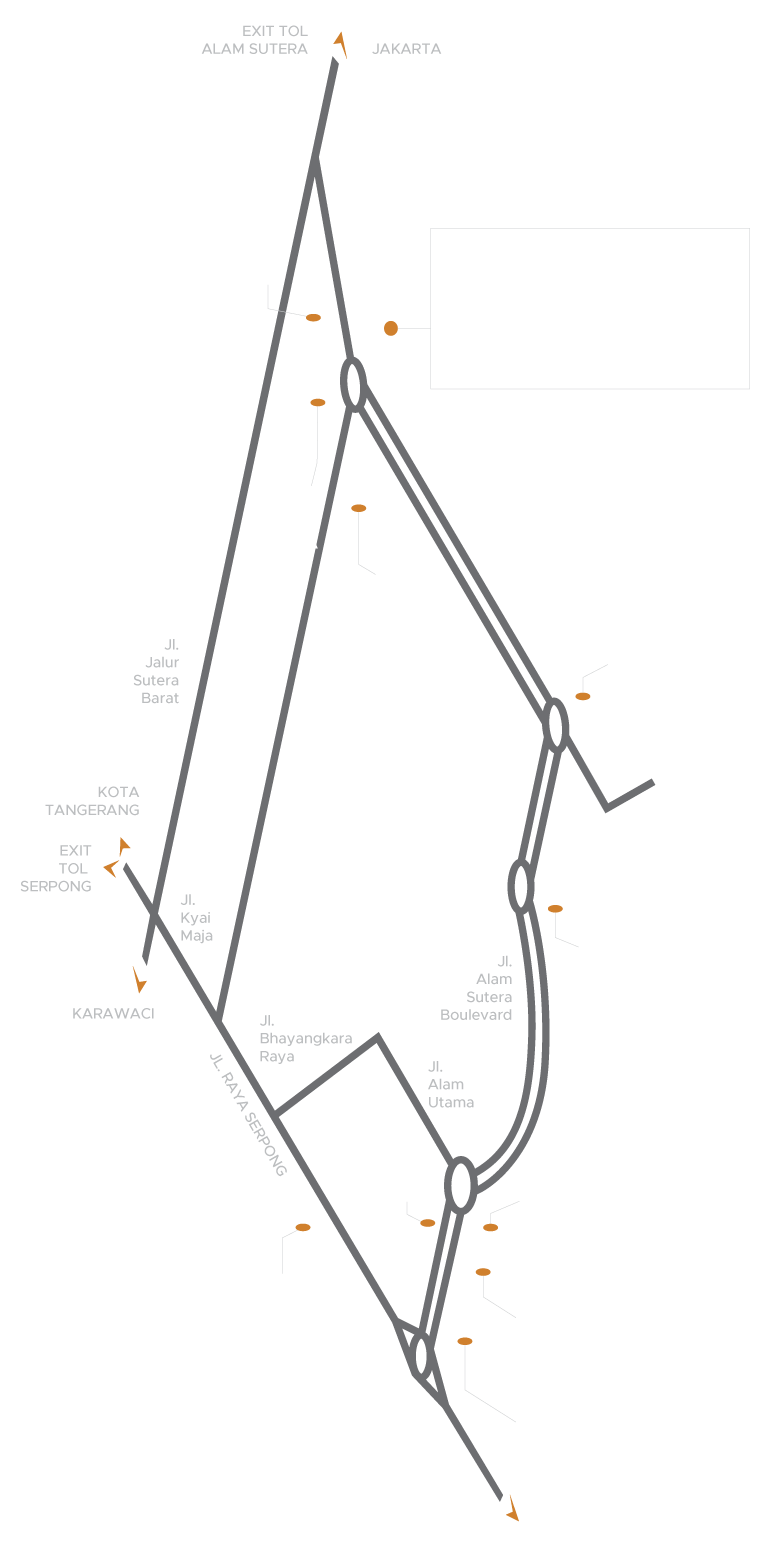 EXIT TOL
ALAM SUTERA
JAKARTA
Jl.
Jalur
Sutera
Barat
KOTA
TANGERANG
EXIT
TOL
SERPONG
Jl.
Kyai
Maja
KARAWACI
Jl.
Alam
Sutera
Boulevard
Jl.
Bhayangkara
Raya
JL. RAYA SERPONG
Jl.
Alam
Utama